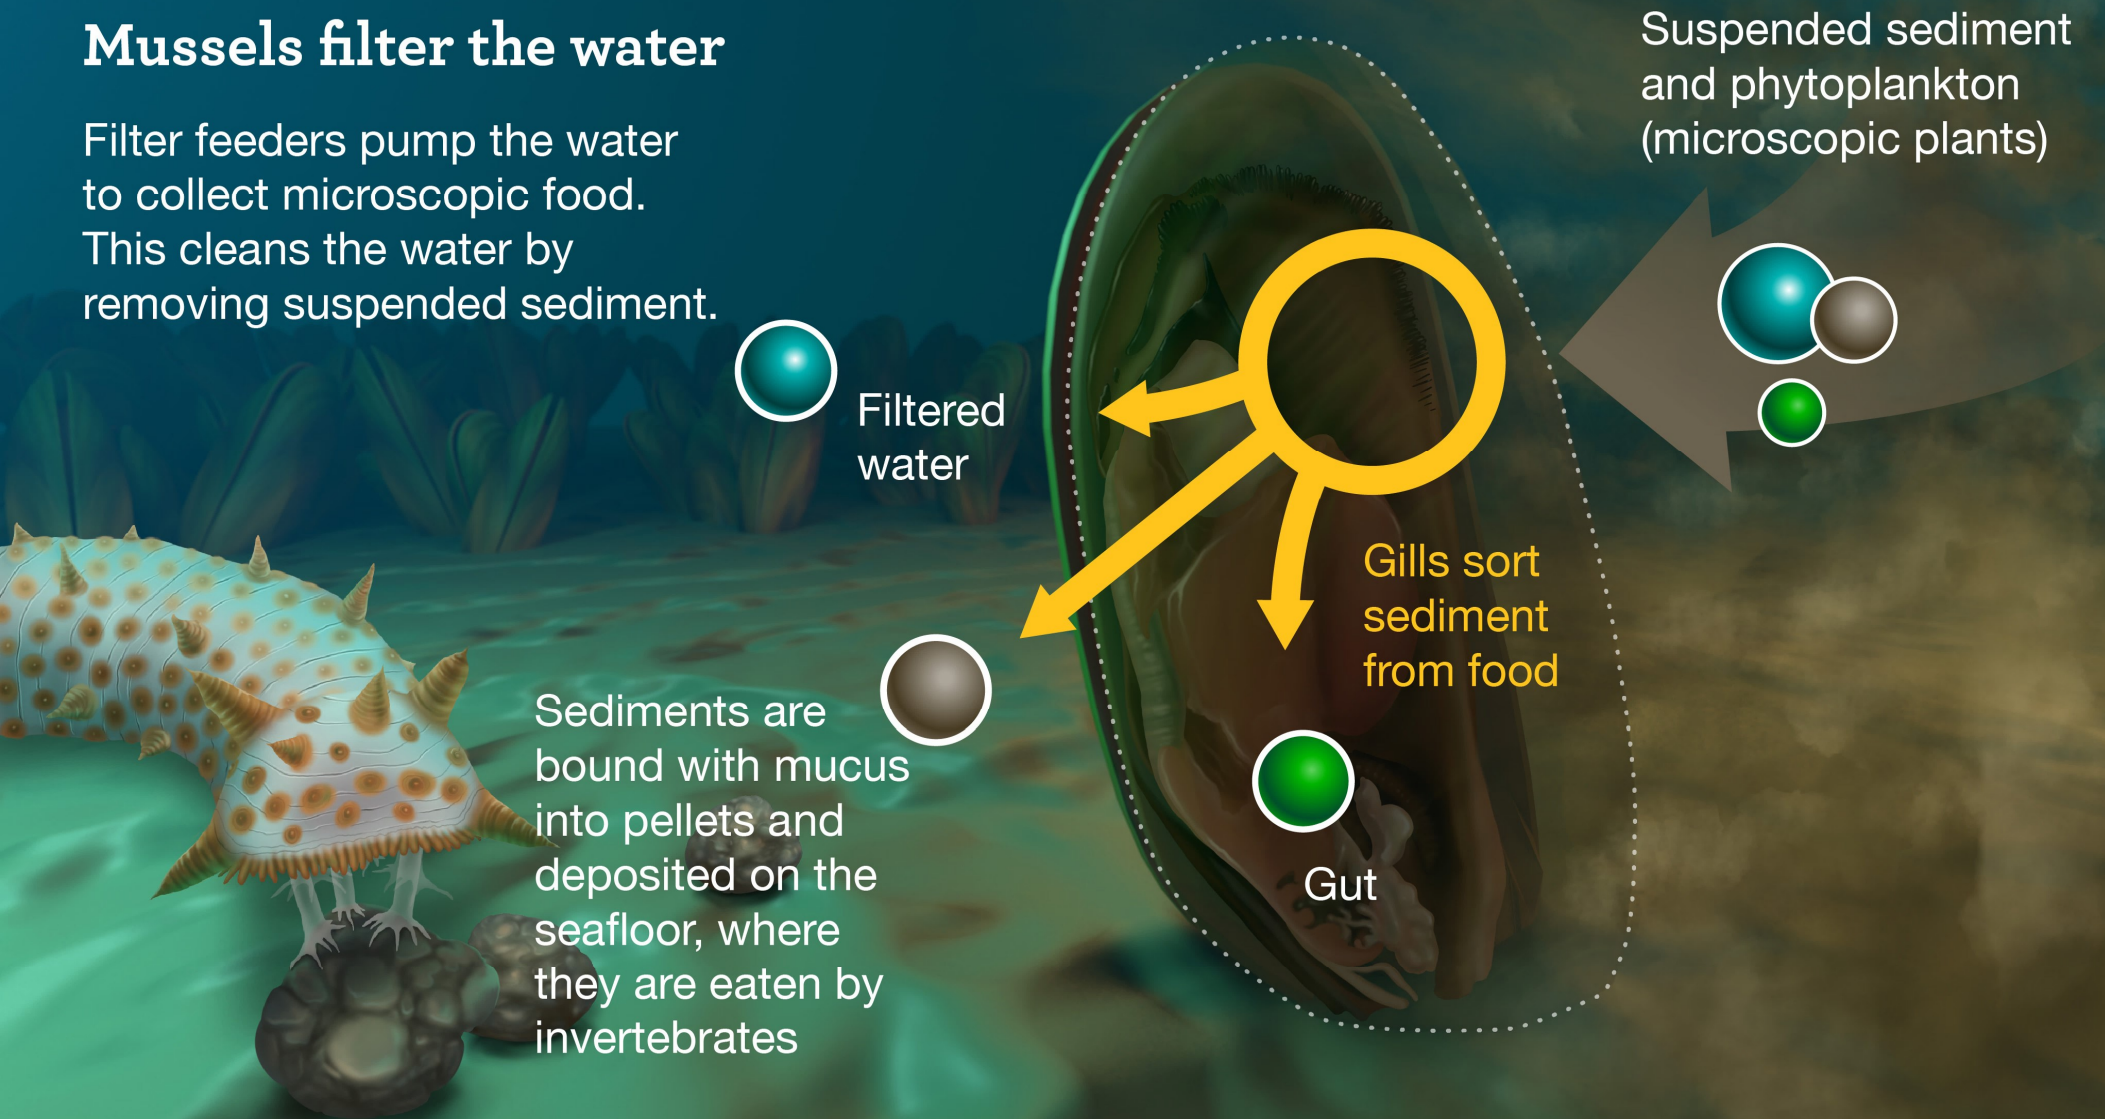 Mussels filter the water
Filter feeders pump the water
to collect microscopic food.
This cleans the water by
removing suspended sediment.
Suspended sediment
and phytoplankton
(microscopic plants)
Filtered
water
Gills sort
sediment
from food
Sediments are
bound with mucus
into pellets and
deposited on the
seafloor, where
they are eaten by
invertebrates
Gut